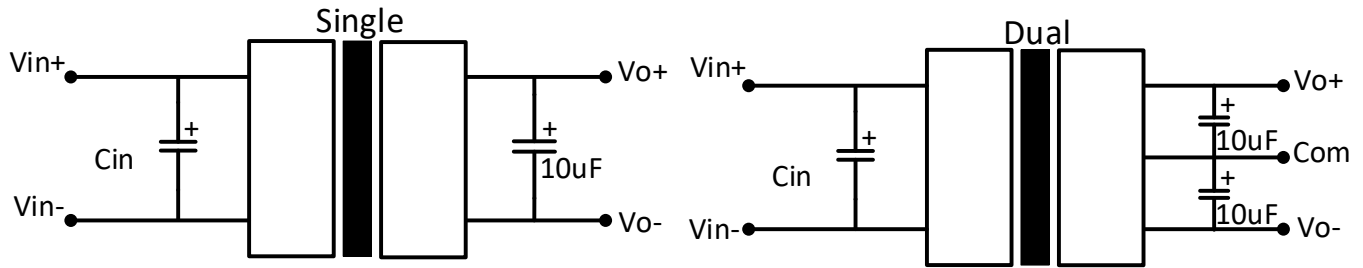 Single
Vin+
Vo+
+
+
Cin
10uF
Vin-
Vo-
Dual
Vin+
Vo+
+
10uF
+
Com
Cin
+
10uF
Vin-
Vo-